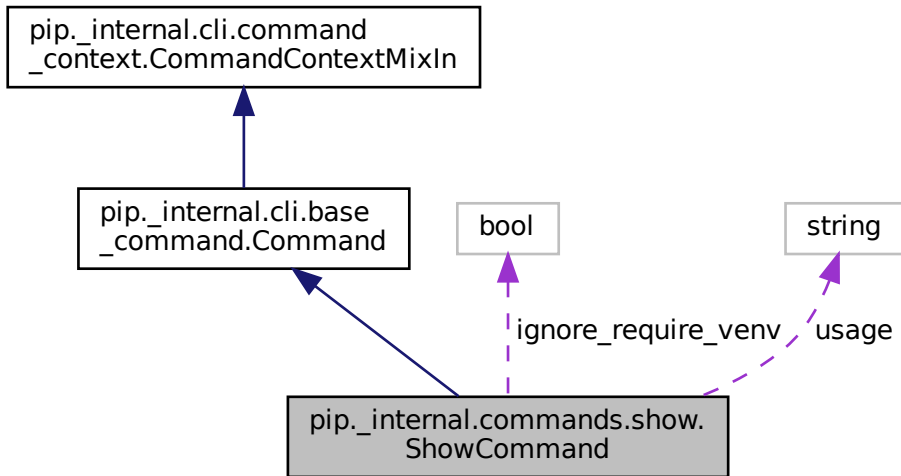 pip._internal.cli.command
_context.CommandContextMixIn
pip._internal.cli.base
_command.Command
bool
string
ignore_require_venv
usage
pip._internal.commands.show.
ShowCommand